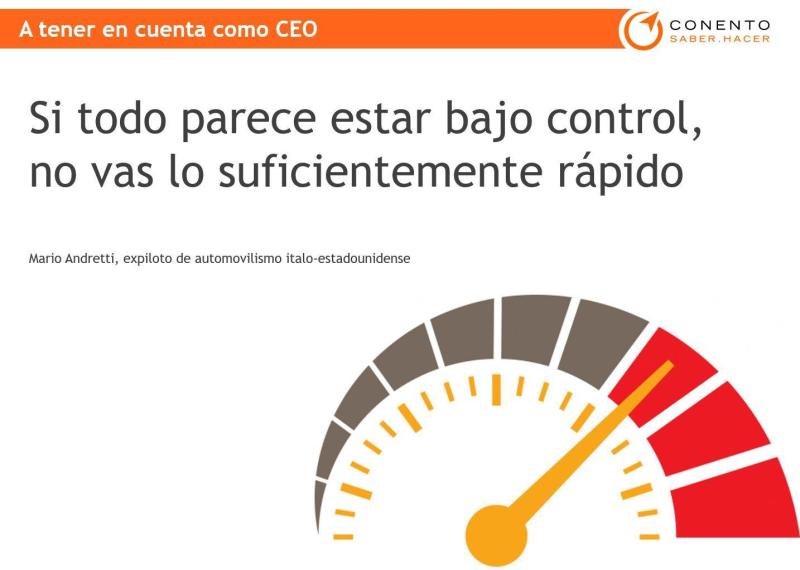 A tener en cuenta como CEO
CONENTO
SABER.HACER
Si todo parece estar bajo control,
no vas lo suficientemente rápido
Mario Andretti, expiloto de automovilismo italo-estadounidense